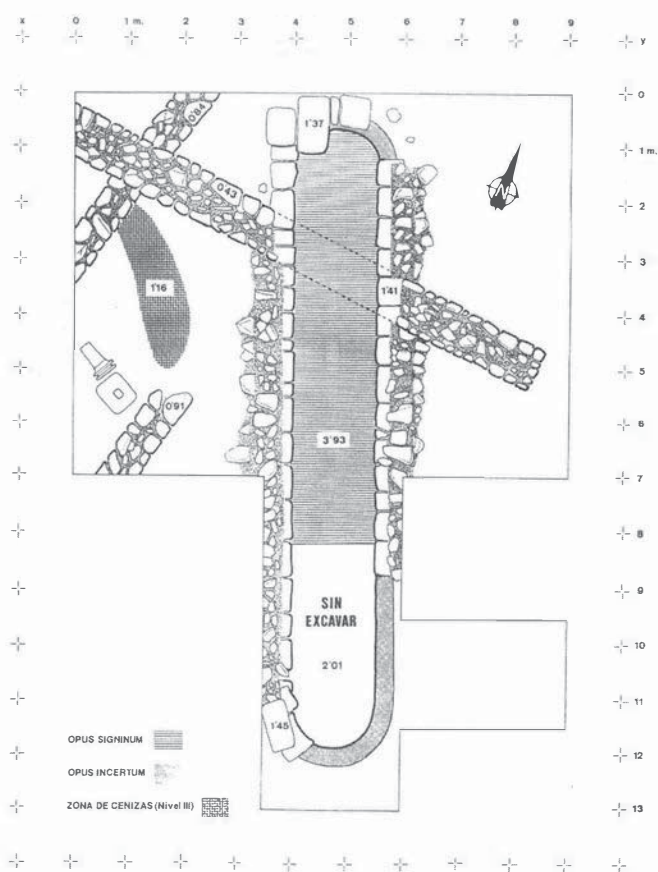 x 0 1 m. 2 3 4 5 6 7 8 9
y
0
1 m.
2
3
4
5
6
7
8
9
10
11
12
13
0'84
1'37
0'43
N
1'16
1'41
0'91
3'93
SIN
EXCAVAR
2'01
1'45
OPUS SIGNINUM
OPUS INCERTUM
ZONA DE CENIZAS (Nivel III)